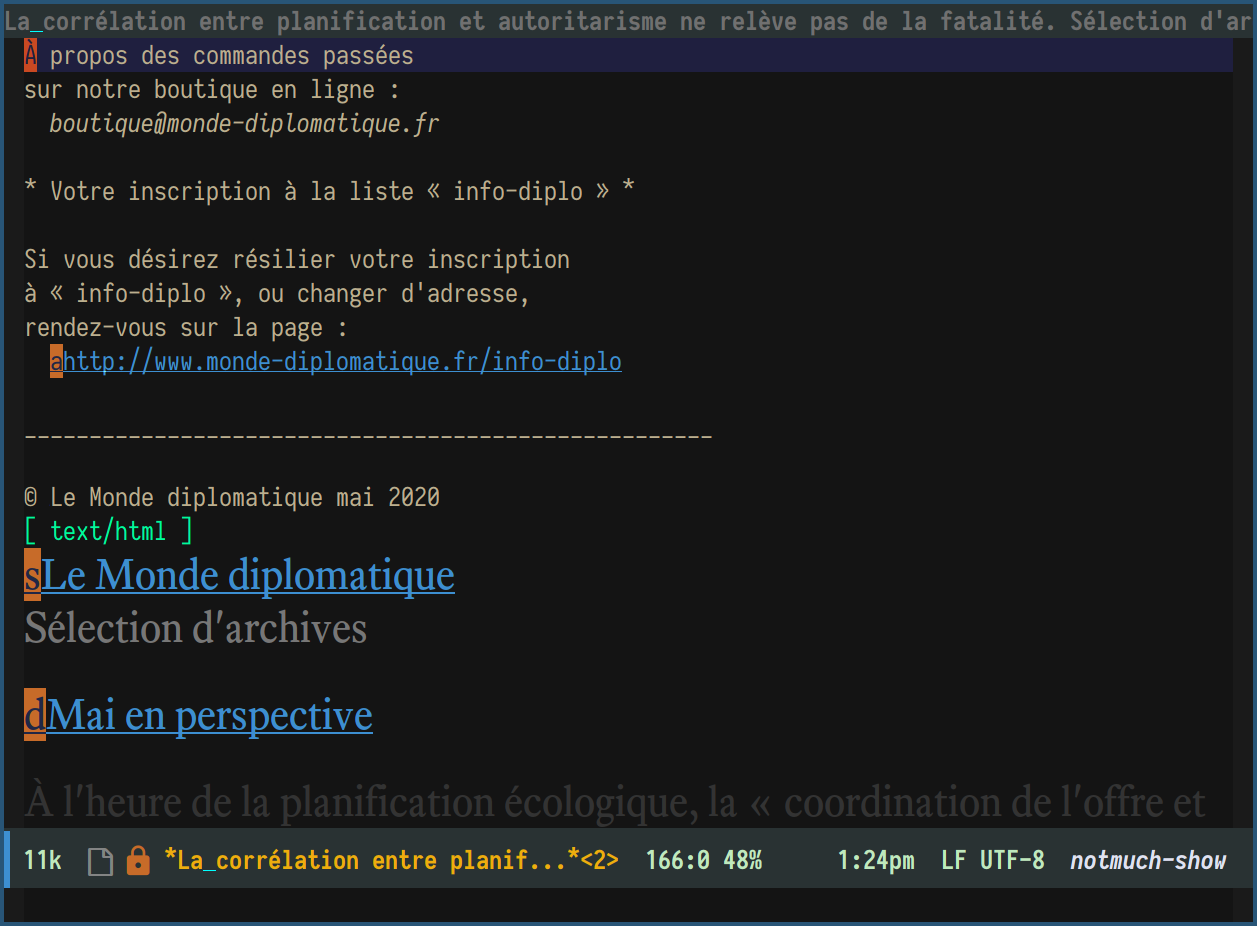 La_corrélation entre planification et autoritarisme ne relève pas de la fatalité. Sélection d'ar
À propos des commandes passées
sur notre boutique en ligne :
boutique@monde-diplomatique.fr
* Votre inscription à la liste « info-diplo » *
Si vous désirez résilier votre inscription
à « info-diplo », ou changer d'adresse,
rendez-vous sur la page :
ahttp://www.monde-diplomatique.fr/info-diplo
-----------------------------------------------------
© Le Monde diplomatique mai 2020
[ text/html ]
sLe Monde diplomatique
Sélection d'archives
dMai en perspective
À l'heure de la planification écologique, la « coordination de l'offre et
11k *La_corrélation entre planif...*<2> 166:0 48% 1:24pm LF UTF-8 notmuch-show